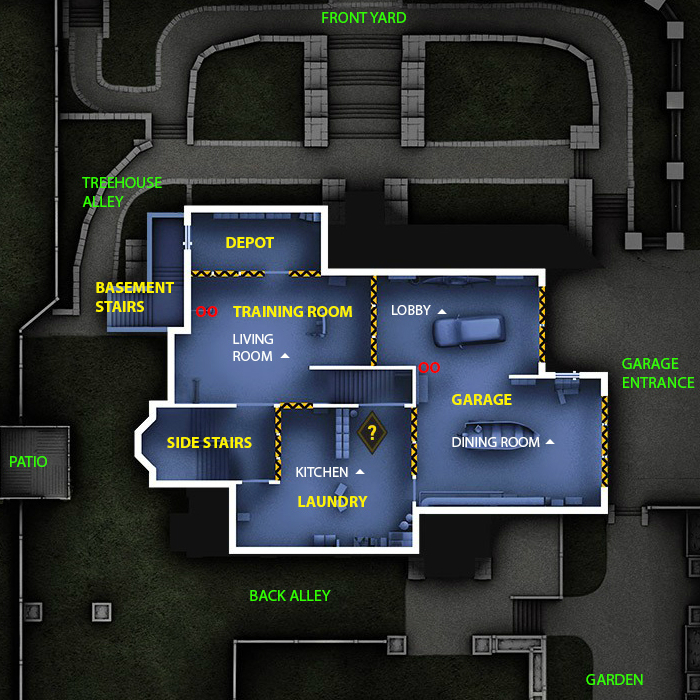 FRONT YARD
TREEHOUSE
ALLEY
DEPOT
BASEMENT
STAIRS
TRAINING ROOM
LOBBY
LIVING
ROOM
GARAGE
ENTRANCE
GARAGE
SIDE STAIRS
?
DINING ROOM
PATIO
KITCHEN
LAUNDRY
BACK ALLEY
GARDEN